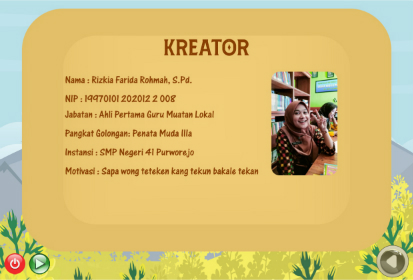 KREATOR
Nama : Rizkia Farida Rohmah, S.Pd.
NIP : 19970101 202012 2 008
Jabatan : Ahli Pertama Guru Muatan Lokal
Pangkat Golongan: Penata Muda IIIa
Instansi : SMP Negeri 41 Purworejo
Motivasi : Sapa wong teteken kang tekun bakale tekan